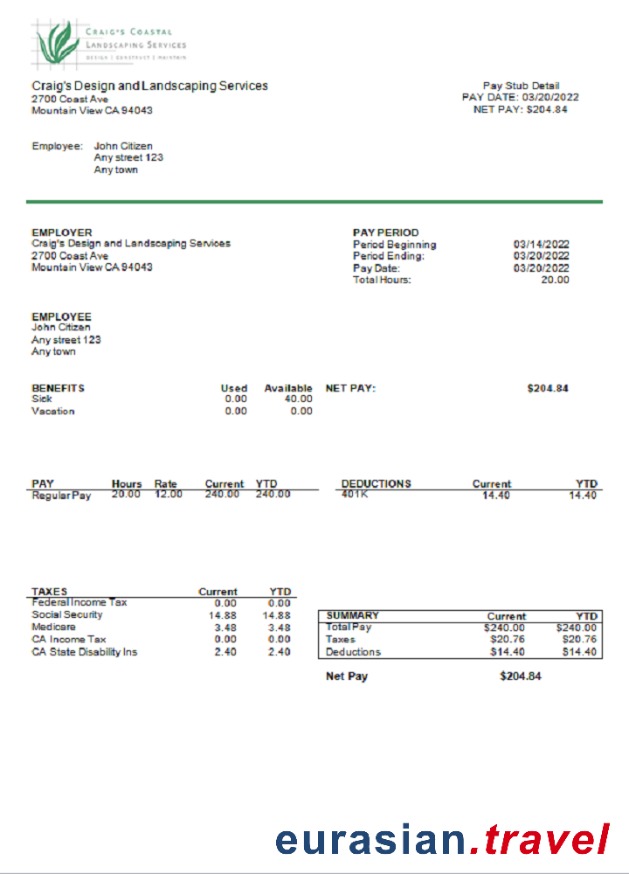 CRAIG'S COASTAL
LANDSCAPING SERVICES
DESIGN | CONSTRUCT | MAINTAIN
Craig's Design and Landscaping Services
2700 Coast Ave
Mountain View CA 94043
Pay Stub Detail
PAY DATE: 03/20/2022
NET PAY: $204.84
Employee: John Citizen
Any street 123
Any town
EMPLOYER
Craig's Design and Landscaping Services
2700 Coast Ave
Mountain View CA 94043
PAY PERIOD
Period Beginning 03/14/2022
Period Ending: 03/20/2022
Pay Date: 03/20/2022
Total Hours: 20.00
EMPLOYEE
John Citizen
Any street 123
Any town
BENEFITS Used Available
Sick 0.00 40.00
Vacation 0.00 0.00
NET PAY: $204.84
PAY Hours Rate Current YTD
Regular Pay 20.00 12.00 240.00 240.00
DEDUCTIONS Current YTD
401K 14.40 14.40
TAXES Current YTD
Federal Income Tax 0.00 0.00
Social Security 14.88 14.88
Medicare 3.48 3.48
CA Income Tax 0.00 0.00
CA State Disability Ins 2.40 2.40
SUMMARY Current YTD
Total Pay $240.00 $240.00
Taxes $20.76 $20.76
Deductions $14.40 $14.40
Net Pay $204.84
eurasian.travel